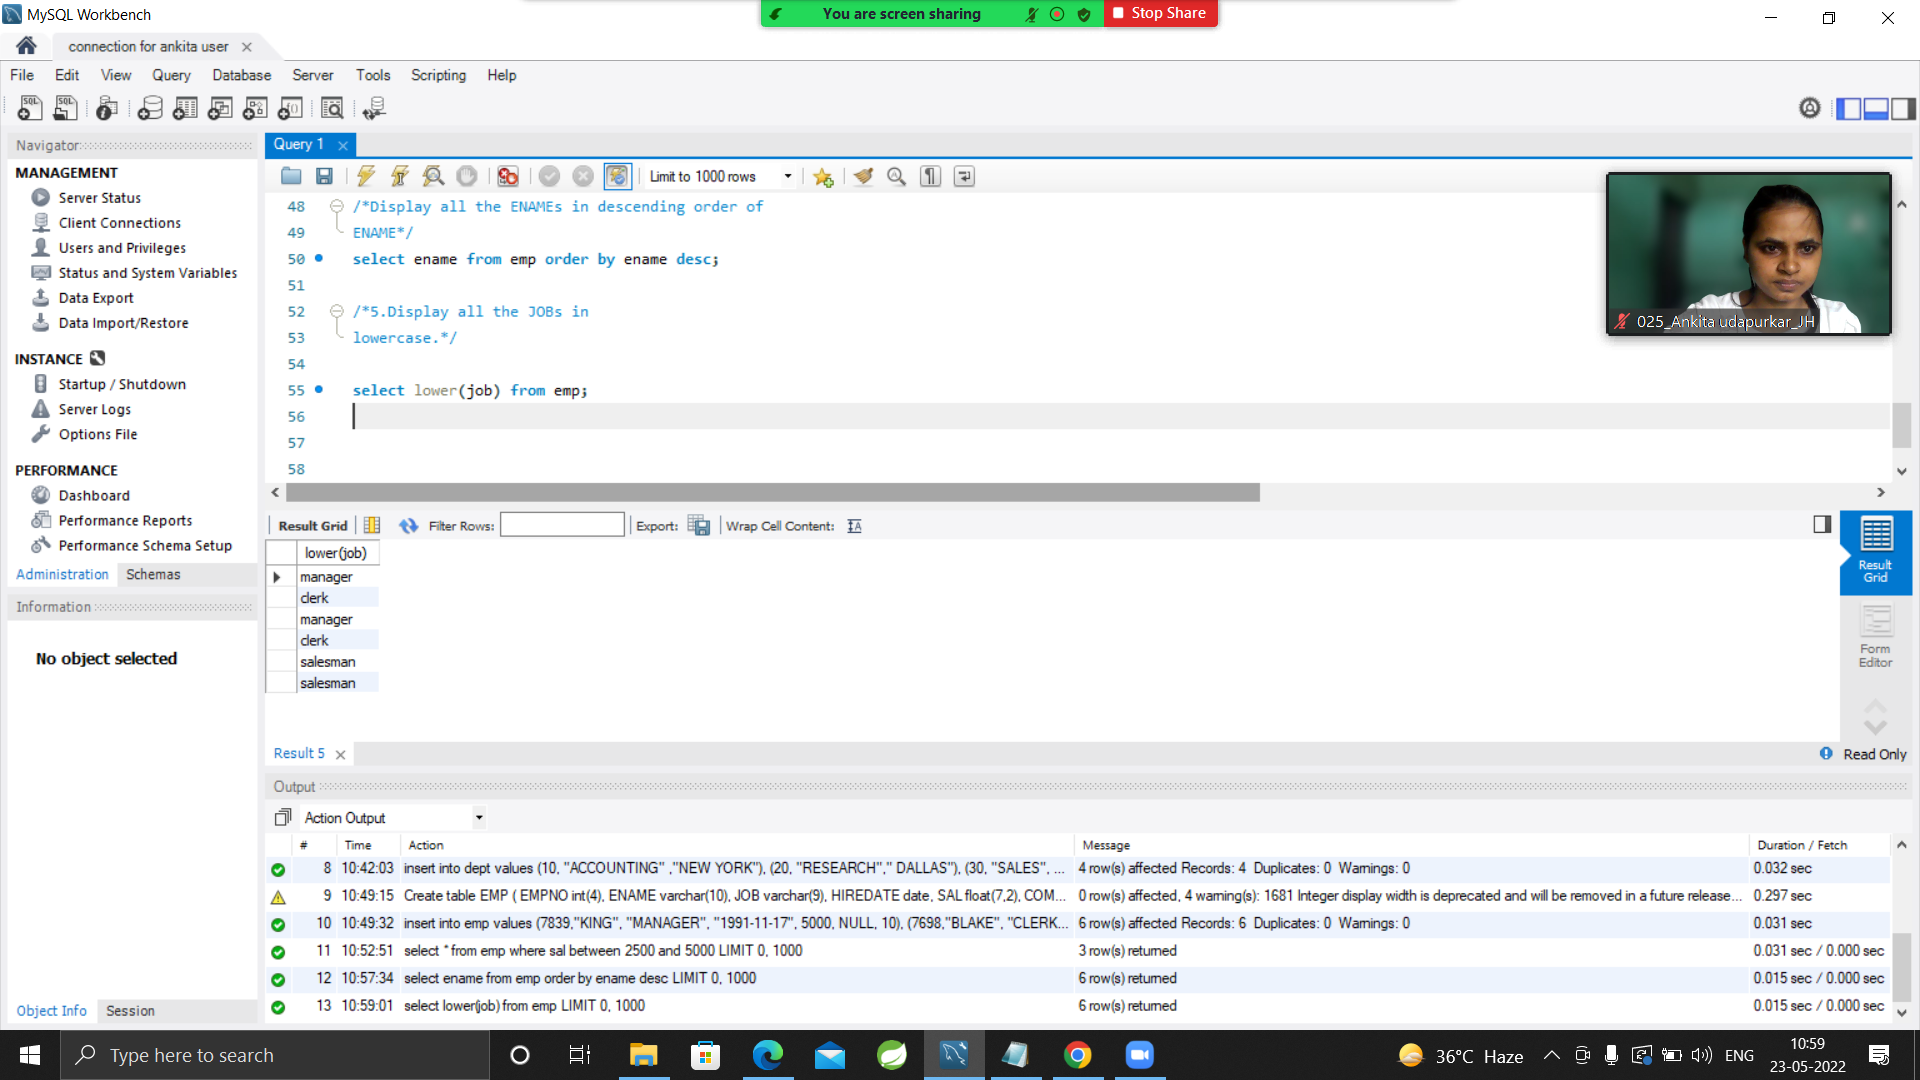 MySQL Workbench
You are screen sharing
Stop Share
connection for ankita user
File Edit View Query Database Server Tools Scripting Help
Navigator
Query 1
MANAGEMENT
Server Status
Client Connections
Users and Privileges
Status and System Variables
Data Export
Data Import/Restore
INSTANCE
Startup / Shutdown
Server Logs
Options File
PERFORMANCE
Dashboard
Performance Reports
Performance Schema Setup
Administration Schemas
Information
No object selected
Object Info Session
Limit to 1000 rows
48 /*Display all the ENAMEs in descending order of
49 ENAME*/
50 select ename from emp order by ename desc;
51
52 /*5.Display all the JOBs in
53 lowercase.*/
54
55 select lower(job) from emp;
56
57
58
025_Ankita udapurkar_JH
Result Grid Filter Rows: Export: Wrap Cell Content:
lower(job)
manager
clerk
manager
clerk
salesman
salesman
Result Grid
Form Editor
Result 5
Read Only
Output
Action Output
# Time Action Message Duration / Fetch
8 10:42:03 insert into dept values (10, "ACCOUNTING" ,"NEW YORK"), (20, "RESEARCH"," DALLAS"), (30, "SALES", ... 4 row(s) affected Records: 4 Duplicates: 0 Warnings: 0 0.032 sec
9 10:49:15 Create table EMP ( EMPNO int(4), ENAME varchar(10), JOB varchar(9), HIREDATE date, SAL float(7,2), COM... 0 row(s) affected, 4 warning(s): 1681 Integer display width is deprecated and will be removed in a future release... 0.297 sec
10 10:49:32 insert into emp values (7839,"KING", "MANAGER", "1991-11-17", 5000, NULL, 10), (7698,"BLAKE", "CLERK... 6 row(s) affected Records: 6 Duplicates: 0 Warnings: 0 0.031 sec
11 10:52:51 select * from emp where sal between 2500 and 5000 LIMIT 0, 1000 3 row(s) returned 0.031 sec / 0.000 sec
12 10:57:34 select ename from emp order by ename desc LIMIT 0, 1000 6 row(s) returned 0.015 sec / 0.000 sec
13 10:59:01 select lower(job) from emp LIMIT 0, 1000 6 row(s) returned 0.015 sec / 0.000 sec
Type here to search
36°C Haze
ENG
10:59
23-05-2022